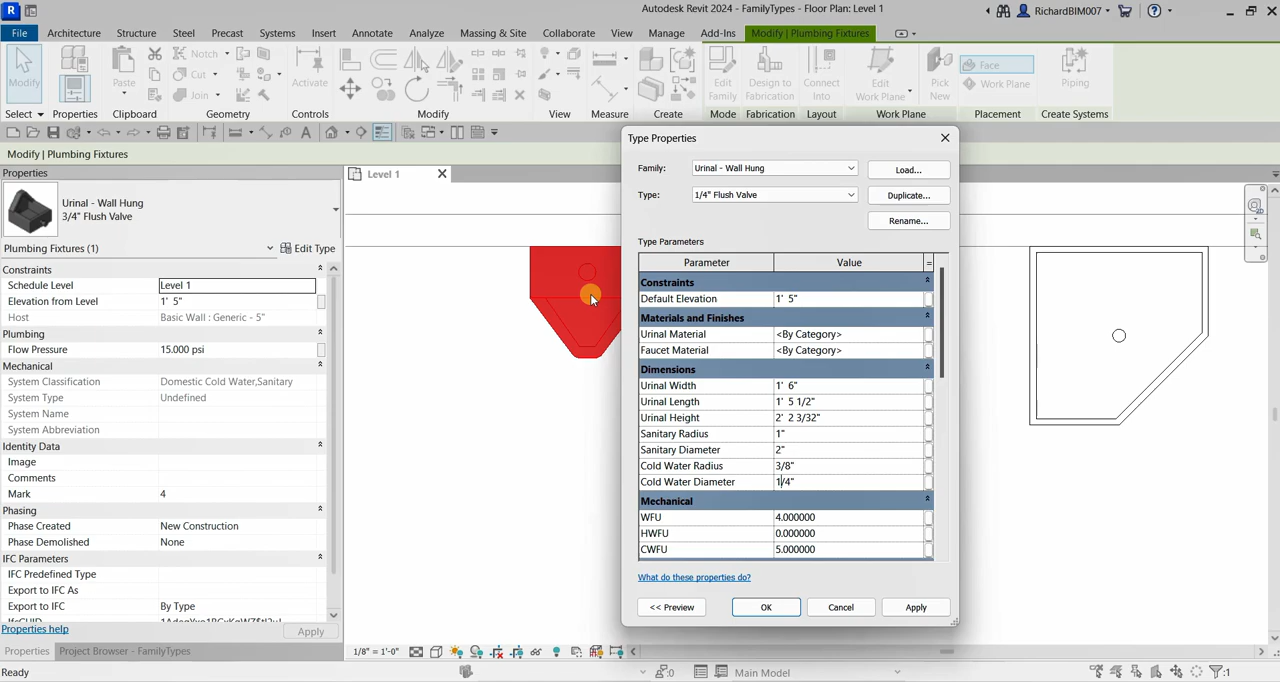 Autodesk Revit 2024 - FamilyTypes - Floor Plan: Level 1
RichardBIM007
File Architecture Structure Steel Precast Systems Insert Annotate Analyze Massing & Site Collaborate View Manage Add-Ins Modify | Plumbing Fixtures
Modify
Paste
Notch
Cut
Join
Activate
Edit
Family
Design to
Fabrication
Connect
Into
Edit
Work Plane
Pick
New
Face
Work Plane
Piping
Select Properties Clipboard Geometry Controls Modify View Measure Create Mode Fabrication Layout Work Plane Placement Create Systems
Modify | Plumbing Fixtures
Properties
Urinal - Wall Hung
3/4" Flush Valve
Plumbing Fixtures (1)
Edit Type
Constraints
Schedule Level Level 1
Elevation from Level 1' 5"
Host Basic Wall : Generic - 5"
Plumbing
Flow Pressure 15.000 psi
Mechanical
System Classification Domestic Cold Water,Sanitary
System Type Undefined
System Name
System Abbreviation
Identity Data
Image
Comments
Mark 4
Phasing
Phase Created New Construction
Phase Demolished None
IFC Parameters
IFC Predefined Type
Export to IFC As
Export to IFC By Type
Properties help
Apply
Properties Project Browser - FamilyTypes
Ready
Level 1
Type Properties
Family: Urinal - Wall Hung Load...
Type: 1/4" Flush Valve Duplicate...
Rename...
Type Parameters
Parameter Value =
Constraints
Default Elevation 1' 5"
Materials and Finishes
Urinal Material <By Category>
Faucet Material <By Category>
Dimensions
Urinal Width 1' 6"
Urinal Length 1' 5 1/2"
Urinal Height 2' 2 3/32"
Sanitary Radius 1"
Sanitary Diameter 2"
Cold Water Radius 3/8"
Cold Water Diameter 1/4"
Mechanical
WFU 4.000000
HWFU 0.000000
CWFU 5.000000
What do these properties do?
<< Preview OK Cancel Apply
1/8" = 1'-0"
:0 Main Model :1